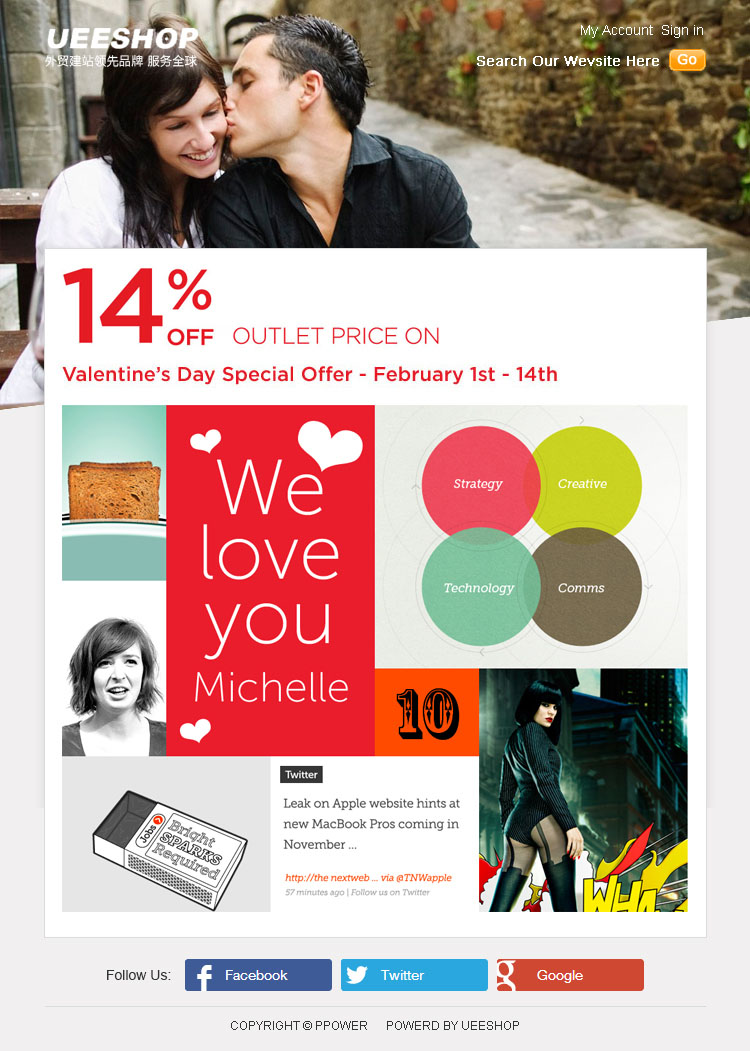 UEESHOP
外贸建站领先品牌 服务全球
My Account Sign in
Search Our Wevsite Here Go
14%
OFF OUTLET PRICE ON
Valentine’s Day Special Offer - February 1st - 14th
We
love
you
Michelle
Strategy
Creative
Technology
Comms
10
Jobs
Bright
SPARKS
Required
Twitter
Leak on Apple website hints at
new MacBook Pros coming in
November ...
http://the nextweb ... via @TNWapple
57 minutes ago | Follow us on Twitter
WHA
Follow Us:
f Facebook
Twitter
g Google
COPYRIGHT © PPOWER POWERD BY UEESHOP